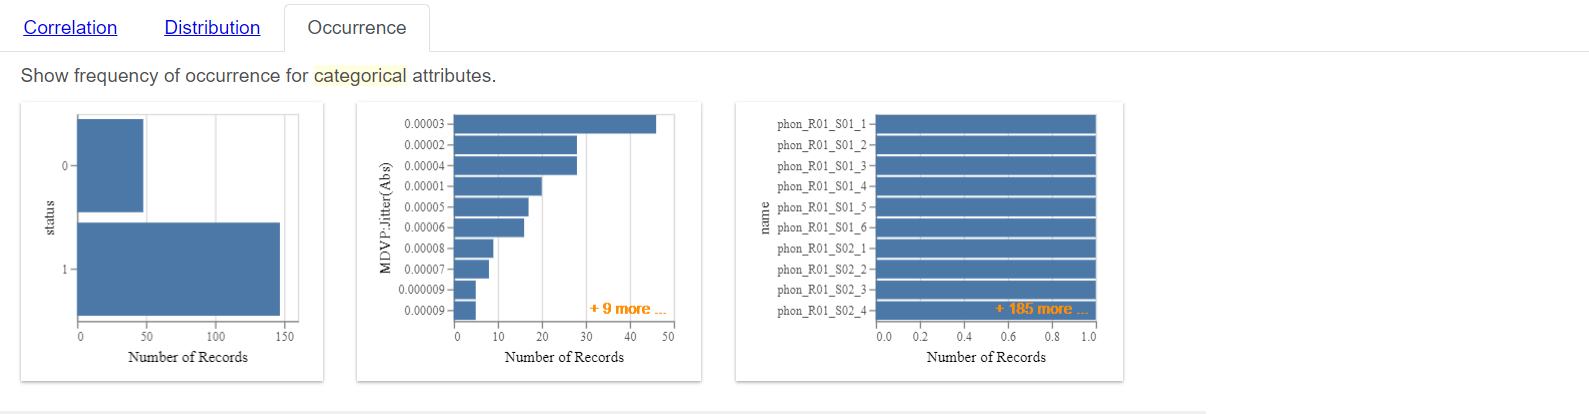 Correlation Distribution Occurrence
Show frequency of occurrence for categorical attributes.
status
0
1
0 50 100 150
Number of Records
MDVP:Jitter(Abs)
0.00003
0.00002
0.00004
0.00001
0.00005
0.00006
0.00008
0.00007
0.000009
0.00009
+ 9 more ...
0 10 20 30 40 50
Number of Records
name
phon_R01_S01_1
phon_R01_S01_2
phon_R01_S01_3
phon_R01_S01_4
phon_R01_S01_5
phon_R01_S01_6
phon_R01_S02_1
phon_R01_S02_2
phon_R01_S02_3
phon_R01_S02_4
+ 185 more ...
0.0 0.2 0.4 0.6 0.8 1.0
Number of Records